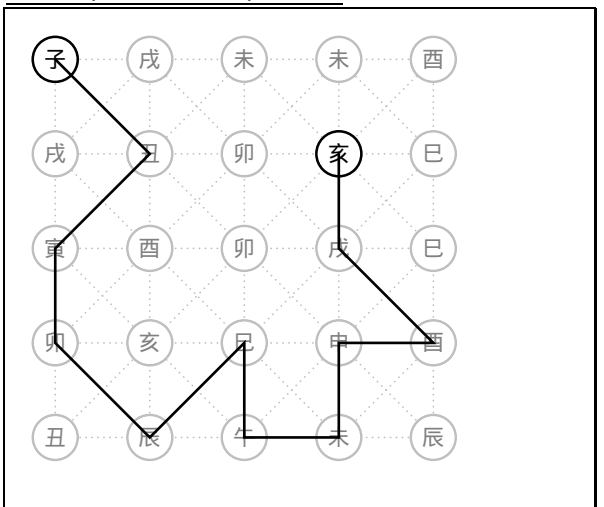 子 戌 未 未 酉
戌 丑 卯 亥 巳
寅 酉 卯 戌 巳
卯 亥 巳 申 酉
丑 辰 午 未 辰